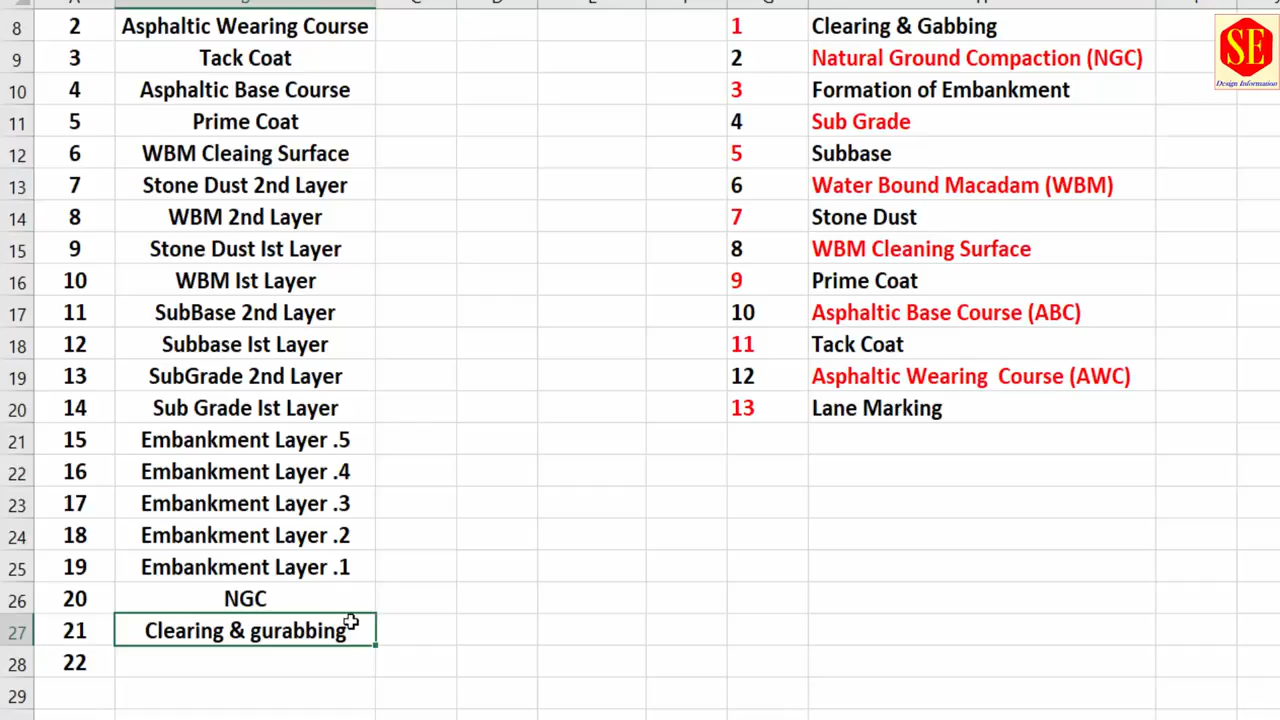 8 2 Asphaltic Wearing Course 1 Clearing & Gabbing
9 3 Tack Coat 2 Natural Ground Compaction (NGC)
10 4 Asphaltic Base Course 3 Formation of Embankment
11 5 Prime Coat 4 Sub Grade
12 6 WBM Cleaing Surface 5 Subbase
13 7 Stone Dust 2nd Layer 6 Water Bound Macadam (WBM)
14 8 WBM 2nd Layer 7 Stone Dust
15 9 Stone Dust Ist Layer 8 WBM Cleaning Surface
16 10 WBM Ist Layer 9 Prime Coat
17 11 SubBase 2nd Layer 10 Asphaltic Base Course (ABC)
18 12 Subbase Ist Layer 11 Tack Coat
19 13 SubGrade 2nd Layer 12 Asphaltic Wearing  Course (AWC)
20 14 Sub Grade Ist Layer 13 Lane Marking
21 15 Embankment Layer .5
22 16 Embankment Layer .4
23 17 Embankment Layer .3
24 18 Embankment Layer .2
25 19 Embankment Layer .1
26 20 NGC
27 21 Clearing & gurabbing
28 22
29
SE
Design Information